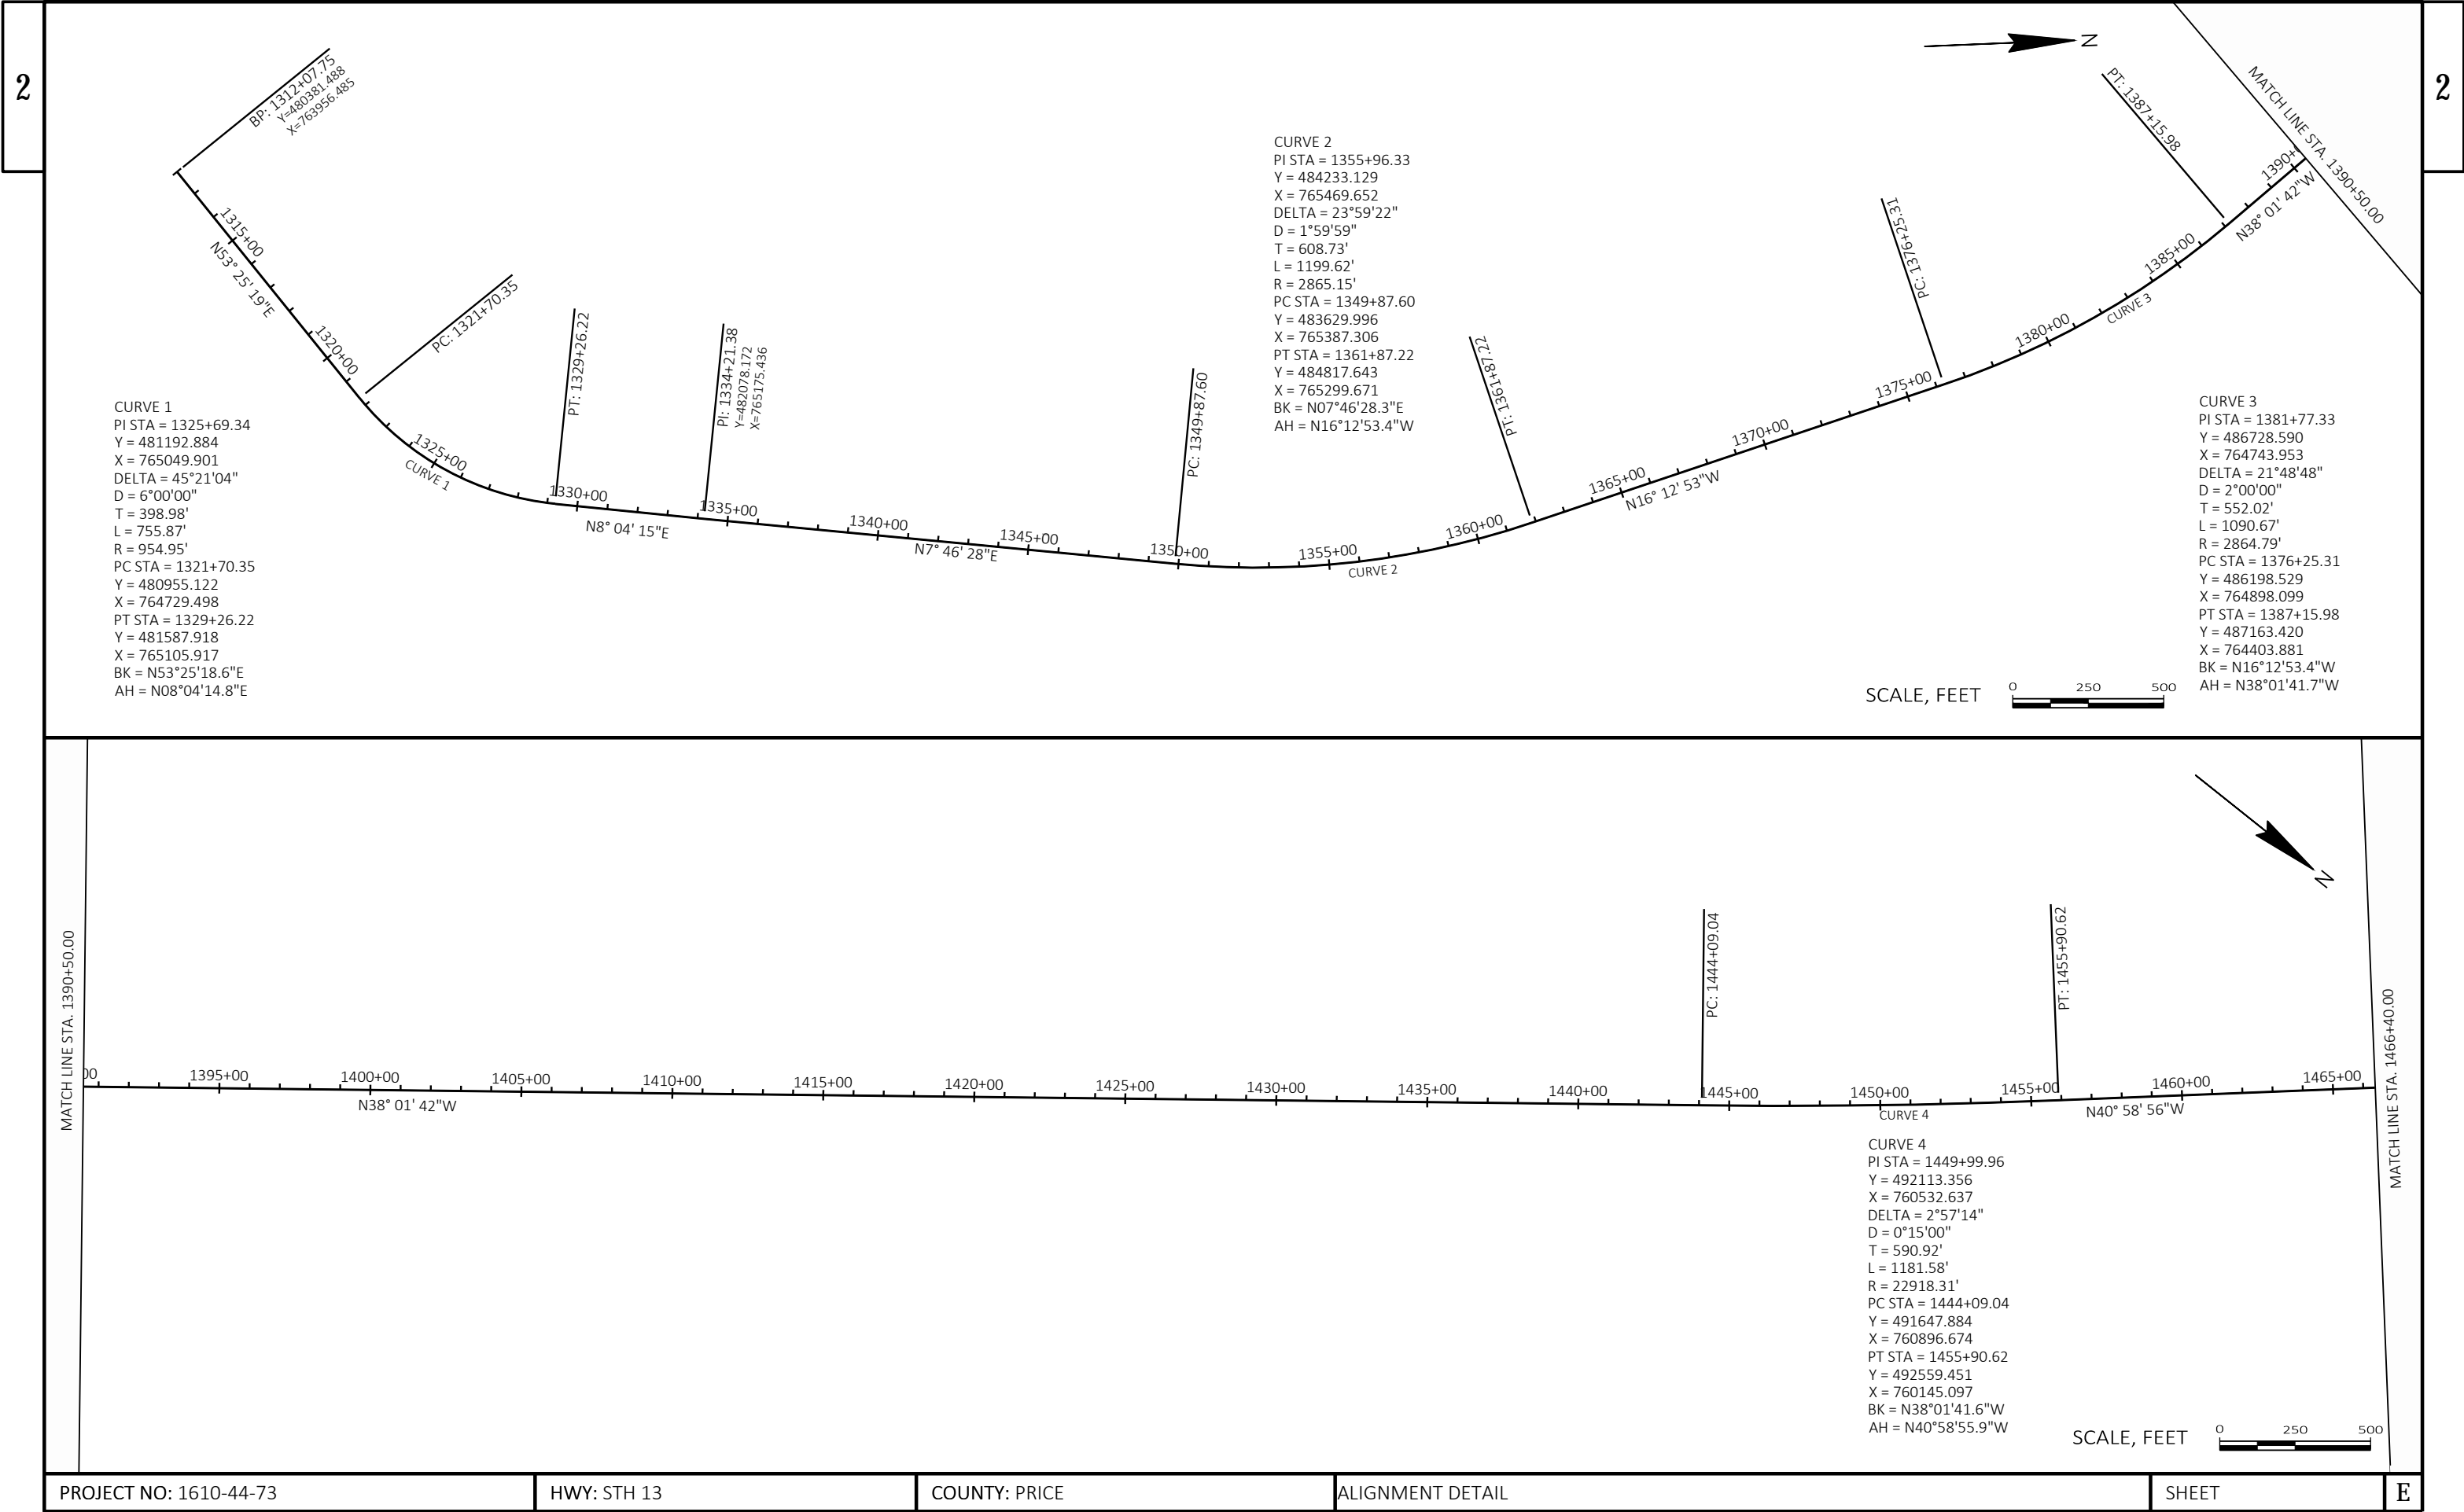 2
2
BP: 1312+07.75
Y=480381.488
X=763956.485
1315+00
N53° 25' 19"E
1320+00
PC: 1321+70.35
CURVE 1
PI STA = 1325+69.34
Y = 481192.884
X = 765049.901
DELTA = 45°21'04"
D = 6°00'00"
T = 398.98'
L = 755.87'
R = 954.95'
PC STA = 1321+70.35
Y = 480955.122
X = 764729.498
PT STA = 1329+26.22
Y = 481587.918
X = 765105.917
BK = N53°25'18.6"E
AH = N08°04'14.8"E
1325+00
CURVE 1
PT: 1329+26.22
1330+00
N8° 04' 15"E
PI: 1334+21.38
Y=482078.172
X=765175.436
1335+00
1340+00
N7° 46' 28"E
1345+00
PC: 1349+87.60
1350+00
CURVE 2
PI STA = 1355+96.33
Y = 484233.129
X = 765469.652
DELTA = 23°59'22"
D = 1°59'59"
T = 608.73'
L = 1199.62'
R = 2865.15'
PC STA = 1349+87.60
Y = 483629.996
X = 765387.306
PT STA = 1361+87.22
Y = 484817.643
X = 765299.671
BK = N07°46'28.3"E
AH = N16°12'53.4"W
1355+00
CURVE 2
1360+00
PT: 1361+87.22
1365+00
N16° 12' 53"W
1370+00
1375+00
PC: 1376+25.31
1380+00
CURVE 3
1385+00
PT: 1387+15.98
N38° 01' 42"W
1390+
MATCH LINE STA. 1390+50.00
N
CURVE 3
PI STA = 1381+77.33
Y = 486728.590
X = 764743.953
DELTA = 21°48'48"
D = 2°00'00"
T = 552.02'
L = 1090.67'
R = 2864.79'
PC STA = 1376+25.31
Y = 486198.529
X = 764898.099
PT STA = 1387+15.98
Y = 487163.420
X = 764403.881
BK = N16°12'53.4"W
AH = N38°01'41.7"W
SCALE, FEET
0 250 500
MATCH LINE STA. 1390+50.00
00
1395+00
1400+00
N38° 01' 42"W
1405+00
1410+00
1415+00
1420+00
1425+00
1430+00
1435+00
1440+00
PC: 1444+09.04
1445+00
1450+00
CURVE 4
1455+00
PT: 1455+90.62
N40° 58' 56"W
1460+00
1465+00
MATCH LINE STA. 1466+40.00
N
CURVE 4
PI STA = 1449+99.96
Y = 492113.356
X = 760532.637
DELTA = 2°57'14"
D = 0°15'00"
T = 590.92'
L = 1181.58'
R = 22918.31'
PC STA = 1444+09.04
Y = 491647.884
X = 760896.674
PT STA = 1455+90.62
Y = 492559.451
X = 760145.097
BK = N38°01'41.6"W
AH = N40°58'55.9"W
SCALE, FEET
0 250 500
PROJECT NO: 1610-44-73
HWY: STH 13
COUNTY: PRICE
ALIGNMENT DETAIL
SHEET
E